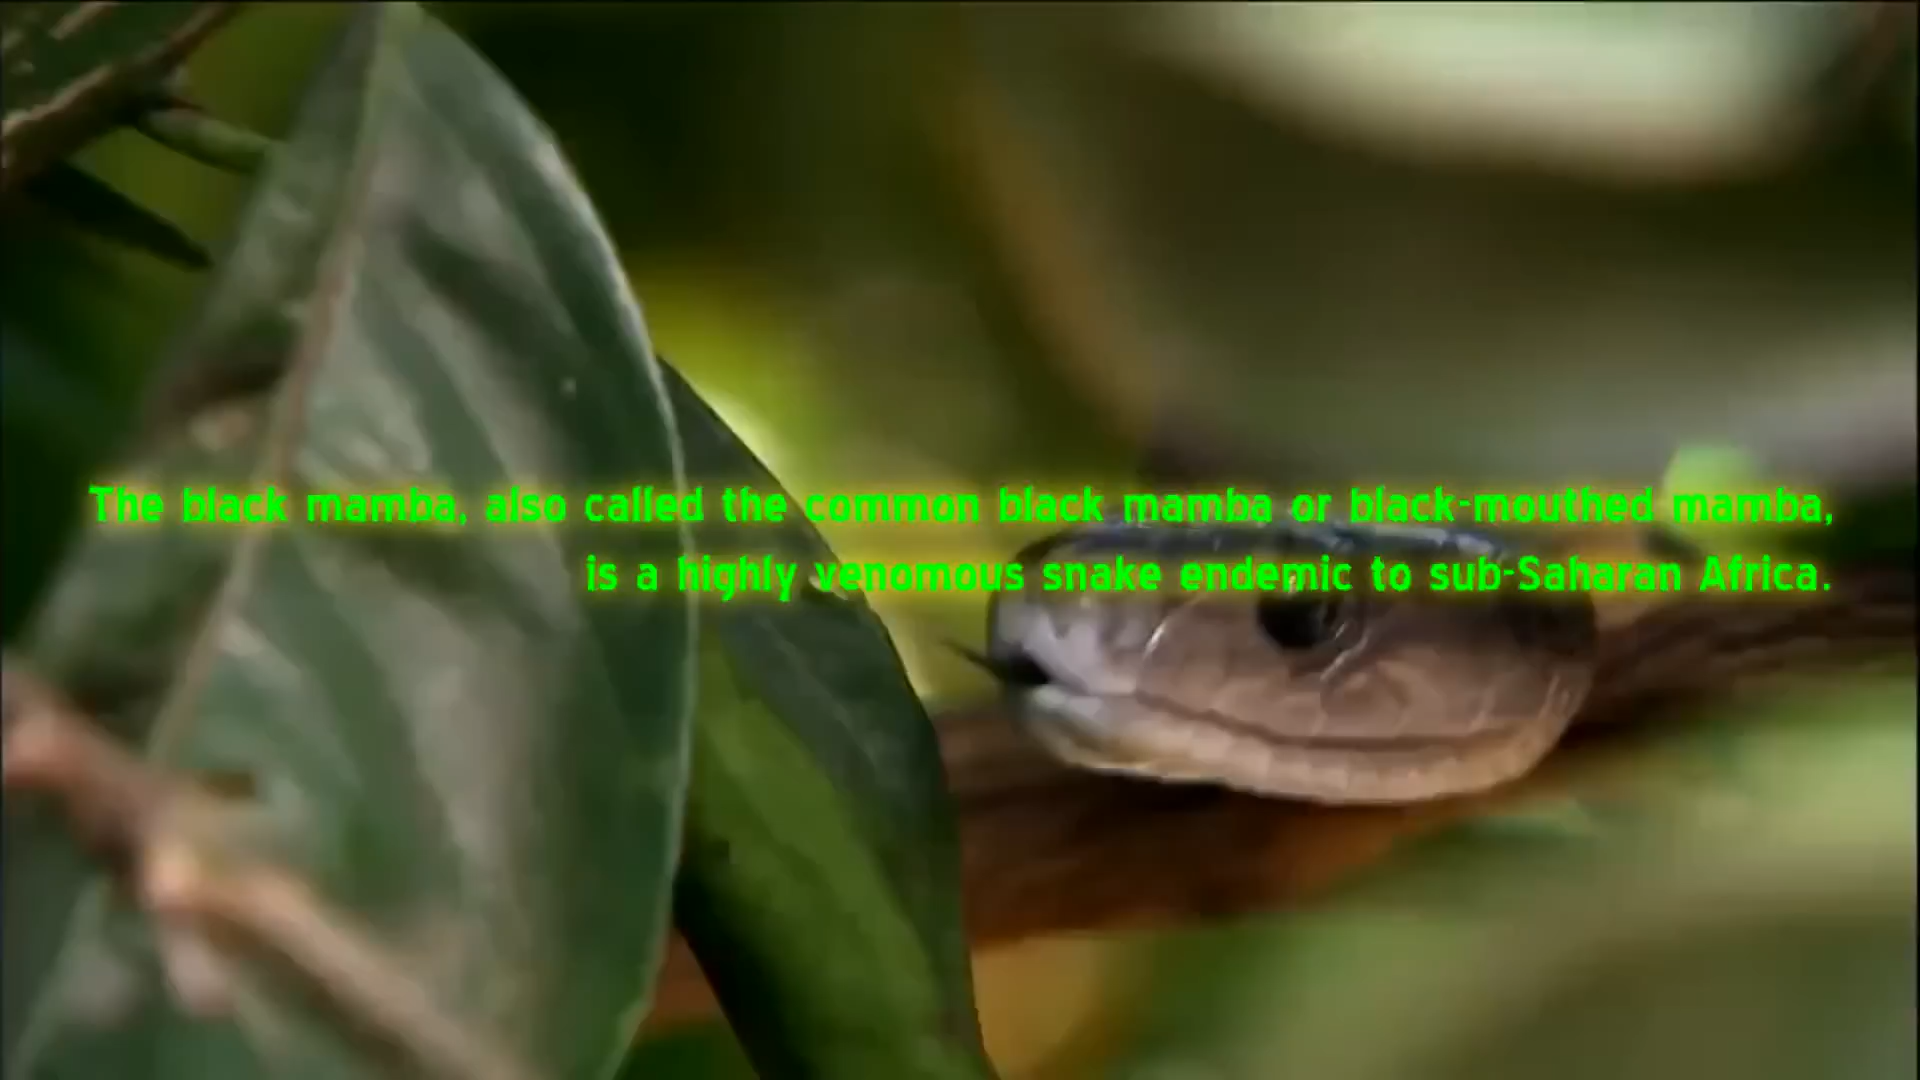 The black mamba, also called the common black mamba or black-mouthed mamba,
is a highly venomous snake endemic to sub-Saharan Africa.